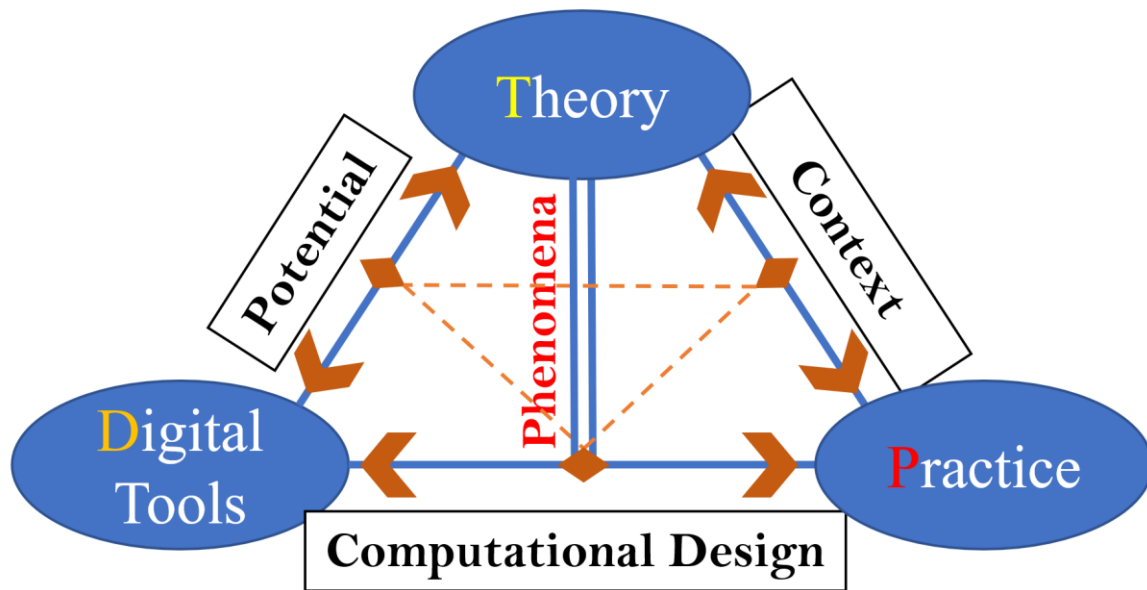 Theory
Potential
Context
Phenomena
Digital
Tools
Practice
Computational Design